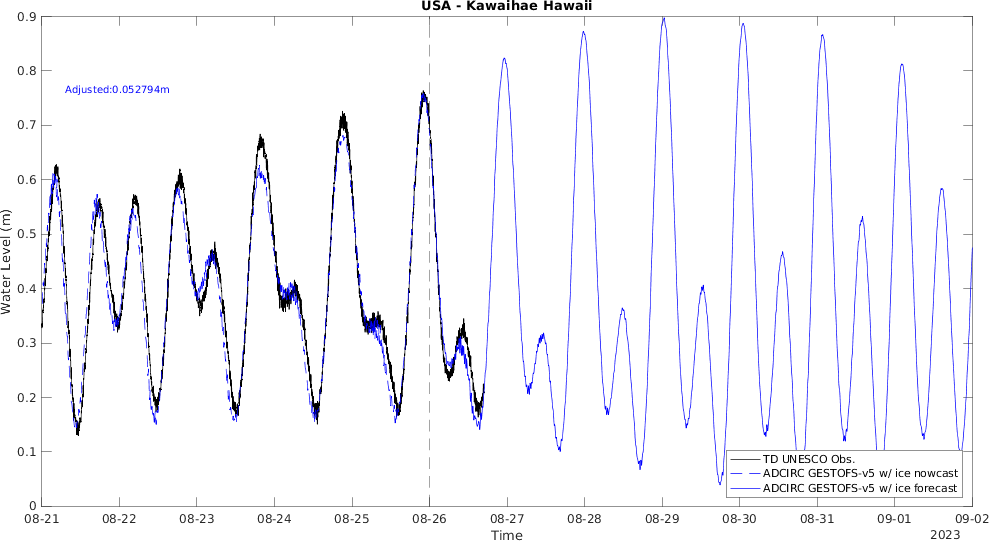 USA - Kawaihae Hawaii
0.9
0.8
0.7
0.6
0.5
0.4
0.3
0.2
0.1
0
Water Level (m)
Adjusted:0.052794m
TD UNESCO Obs.
ADCIRC GESTOFS-v5 w/ ice nowcast
ADCIRC GESTOFS-v5 w/ ice forecast
08-21 08-22 08-23 08-24 08-25 08-26 08-27 08-28 08-29 08-30 08-31 09-01 09-02
Time
2023